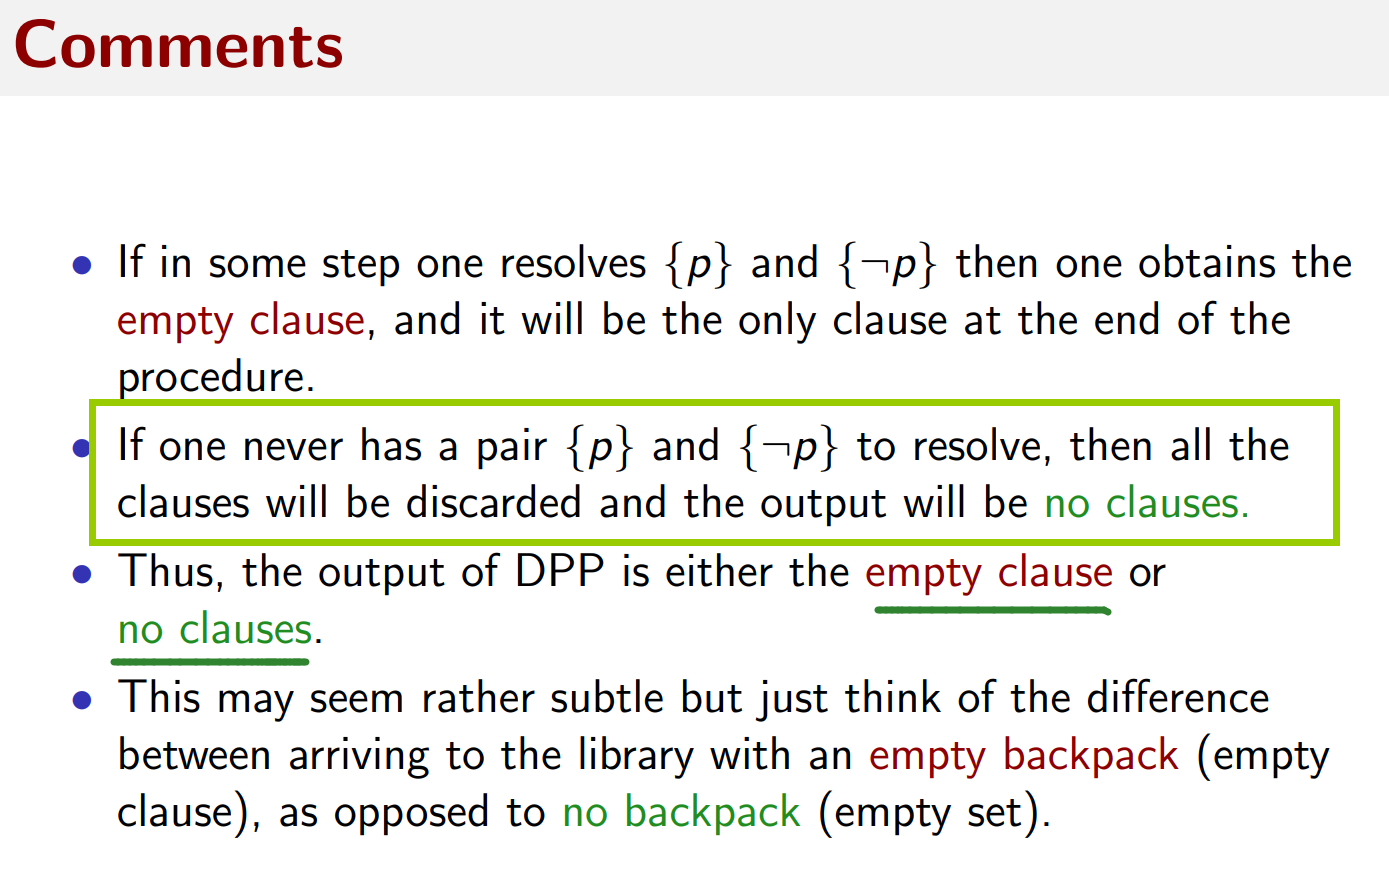 Comments
• If in some step one resolves {p} and {¬p} then one obtains the
empty clause, and it will be the only clause at the end of the
procedure.
• If one never has a pair {p} and {¬p} to resolve, then all the
clauses will be discarded and the output will be no clauses.
• Thus, the output of DPP is either the empty clause or
no clauses.
• This may seem rather subtle but just think of the difference
between arriving to the library with an empty backpack (empty
clause), as opposed to no backpack (empty set).